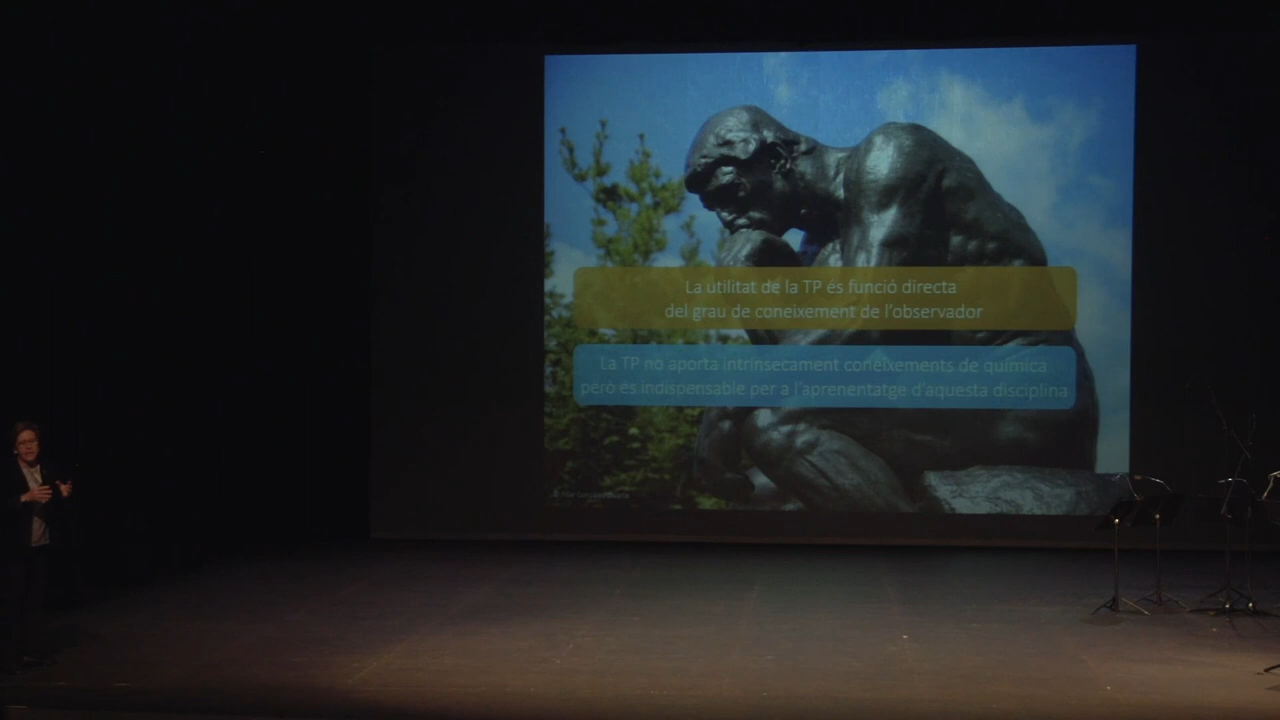 La utilitat de la TP és funció directa
del grau de coneixement de l'observador
La TP no aporta intrínsecament coneixements de química
però és indispensable per a l'aprenentatge d'aquesta disciplina